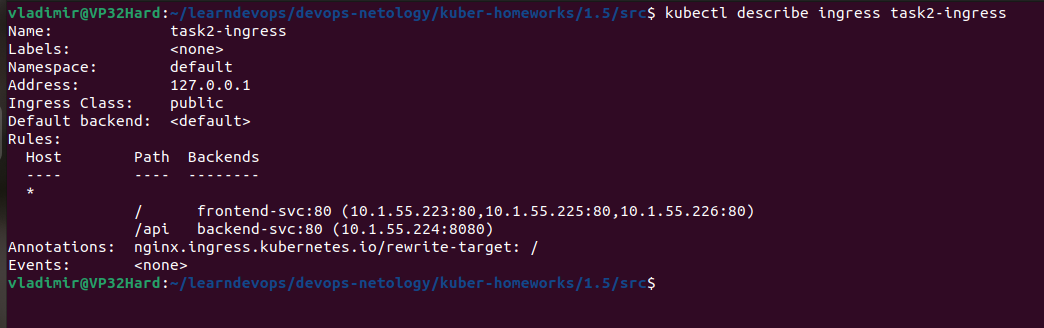 vladimir@VP32Hard:~/learndevops/devops-netology/kuber-homeworks/1.5/src$ kubectl describe ingress task2-ingress
Name:             task2-ingress
Labels:           <none>
Namespace:        default
Address:          127.0.0.1
Ingress Class:    public
Default backend:  <default>
Rules:
  Host        Path  Backends
  ----        ----  --------
  *
              /      frontend-svc:80 (10.1.55.223:80,10.1.55.225:80,10.1.55.226:80)
              /api   backend-svc:80 (10.1.55.224:8080)
Annotations:  nginx.ingress.kubernetes.io/rewrite-target: /
Events:       <none>
vladimir@VP32Hard:~/learndevops/devops-netology/kuber-homeworks/1.5/src$